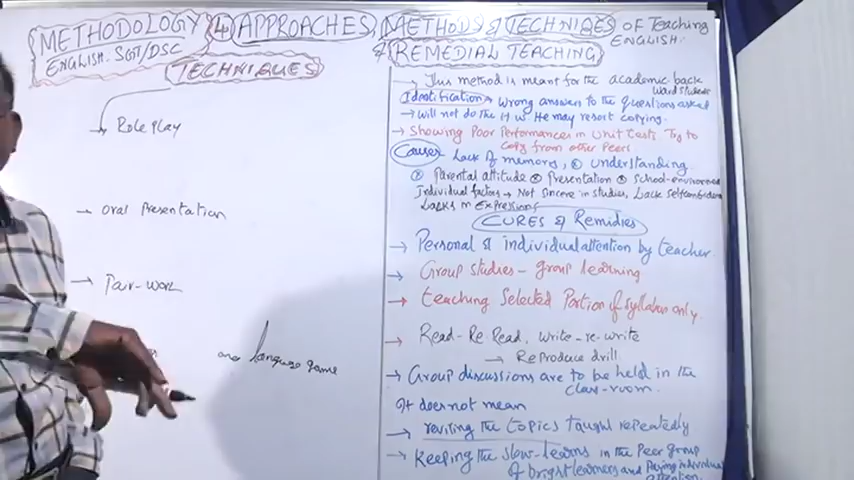 METHODOLOGY ④ APPROACHES, METHODS & TECHNIQES OF Teaching ENGLISH.
ENGLISH. SGT/DSC
& REMEDIAL TEACHING
TECHNIQUES
→ Role play
→ oral Presentation
→ Pair-work
language game
→ This method is meant for the academic back
ward students
Identification → Wrong answers to the questions asked
→ Will not do the H.W. He may resort copying.
→ Showing Poor Performances in Unit tests, Try to
copy from other Peers.
Causes Lack of memory, ② Understanding
Parental attitude Presentation School-environment
Individual factors → Not Sincere in studies, Lack Selfconfidence
Lacks in Expressions
CURES & Remidies
→ Personal & individual attention by teacher.
→ Group studies - group learning
→ teaching Selected Portion of syllabus only.
→ Read-Re Read, write-re-write
→ Reproduce drill
→ Group discussions are to be held in the
class-room.
It does not mean
→ revising the topics taught repeatedly
→ Keeping the slow-learns in the Peer group
of bright learners and Paying individual
attention